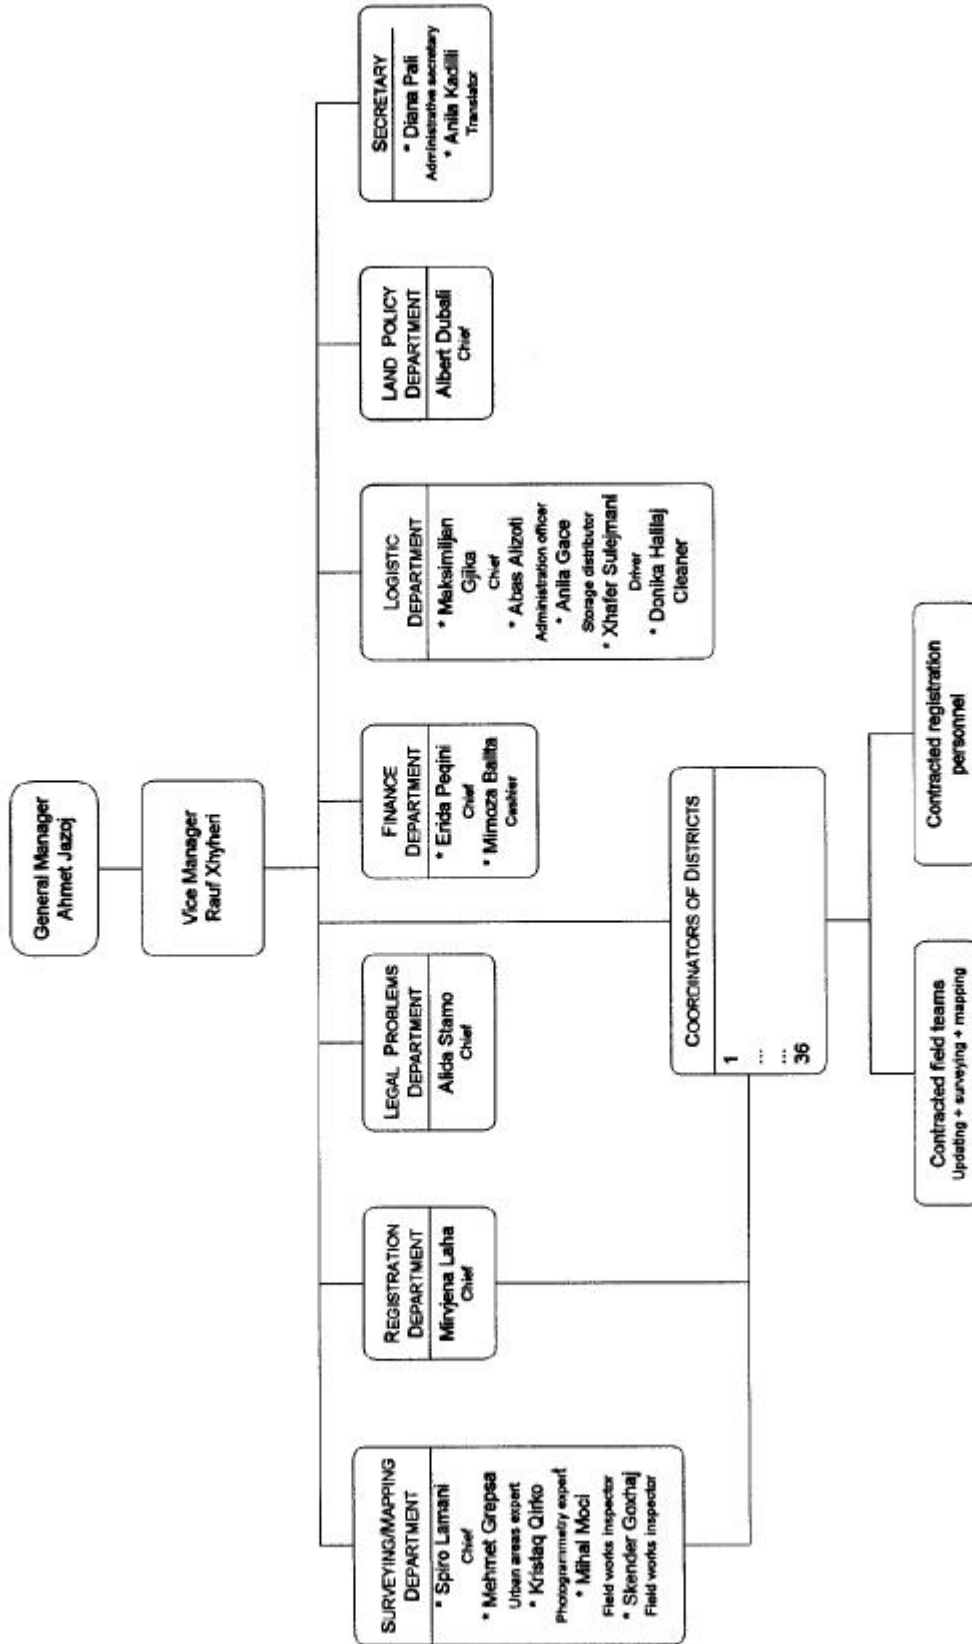 General Manager
Ahmet Jazoj
Vice Manager
Rauf Xhyheri
SURVEYING/MAPPING
DEPARTMENT
* Spiro Lamani
Chief
* Mehmet Grepsa
Urban areas expert
* Kristaq Qirko
Photogrammetry expert
* Mihal Moci
Field works inspector
* Skender Goxhaj
Field works inspector
REGISTRATION
DEPARTMENT
Mirvjena Laha
Chief
LEGAL PROBLEMS
DEPARTMENT
Alida Stamo
Chief
FINANCE
DEPARTMENT
* Erida Peqini
Chief
* Mimoza Ballta
Cashier
LOGISTIC
DEPARTMENT
* Maksimiljan
Gjika
Chief
* Abas Alizoti
Administration officer
* Anila Gace
Storage distributor
* Xhafer Sulejmani
Driver
* Donika Halilaj
Cleaner
LAND POLICY
DEPARTMENT
Albert Dubali
Chief
SECRETARY
* Diana Pali
Administrative secretary
* Anila Kadilli
Translator
COORDINATORS OF DISTRICTS
1
...
...
36
Contracted field teams
Updating + surveying + mapping
Contracted registration
personnel